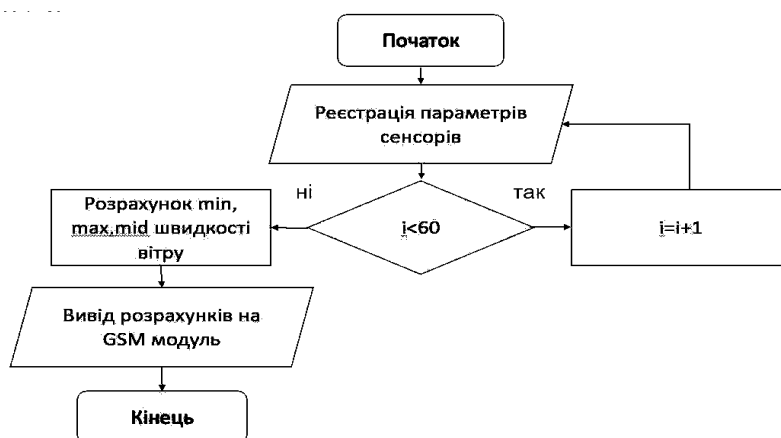 Початок
Реєстрація параметрів
сенсорів
ні
так
Розрахунок min,
max,mid швидкості
вітру
i<60
i=i+1
Вивід розрахунків на
GSM модуль
Кінець